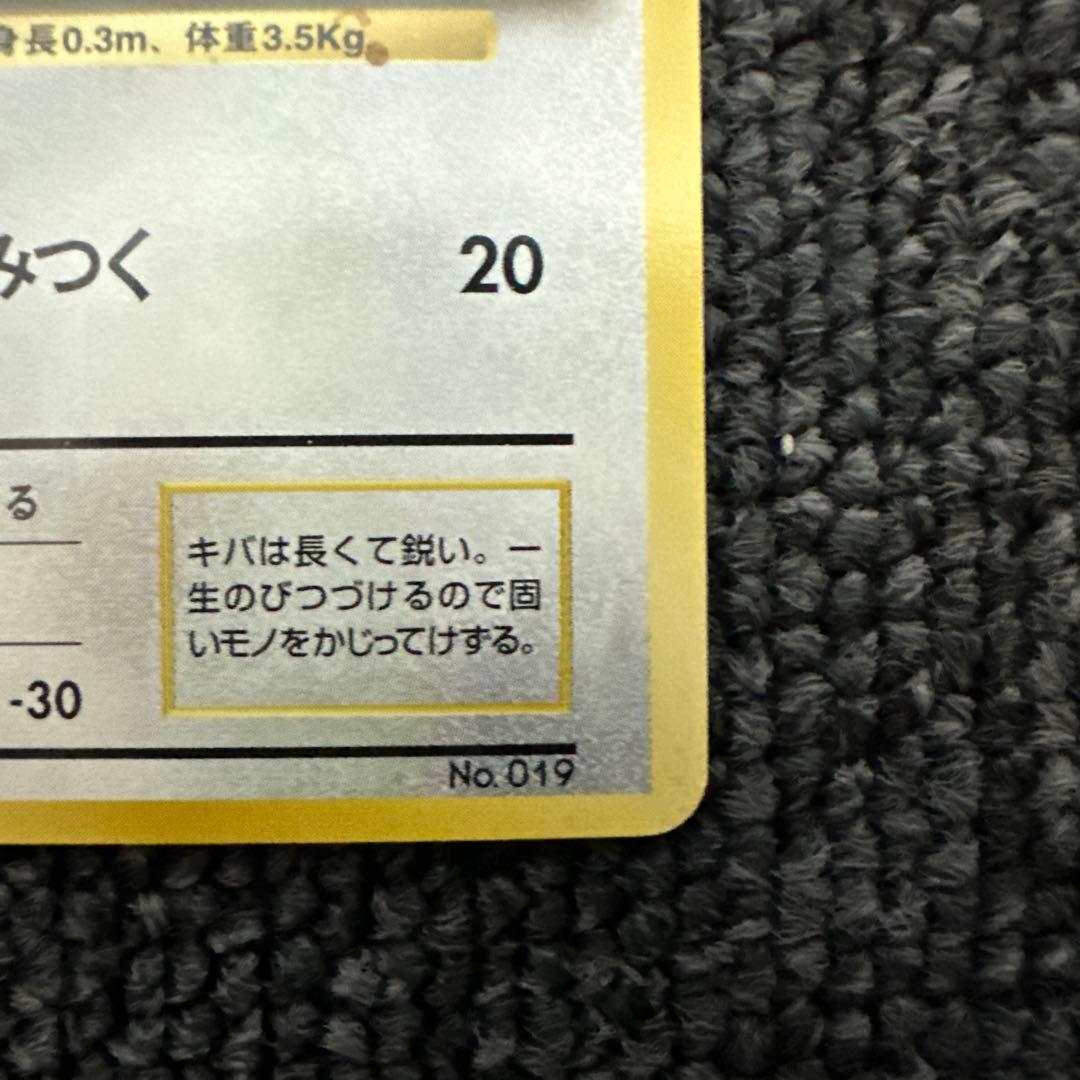 身長0.3m、体重3.5Kg
みつく 20
る
キバは長くて鋭い。一
生のびつづけるので固
いモノをかじってけずる。
-30
No. 019